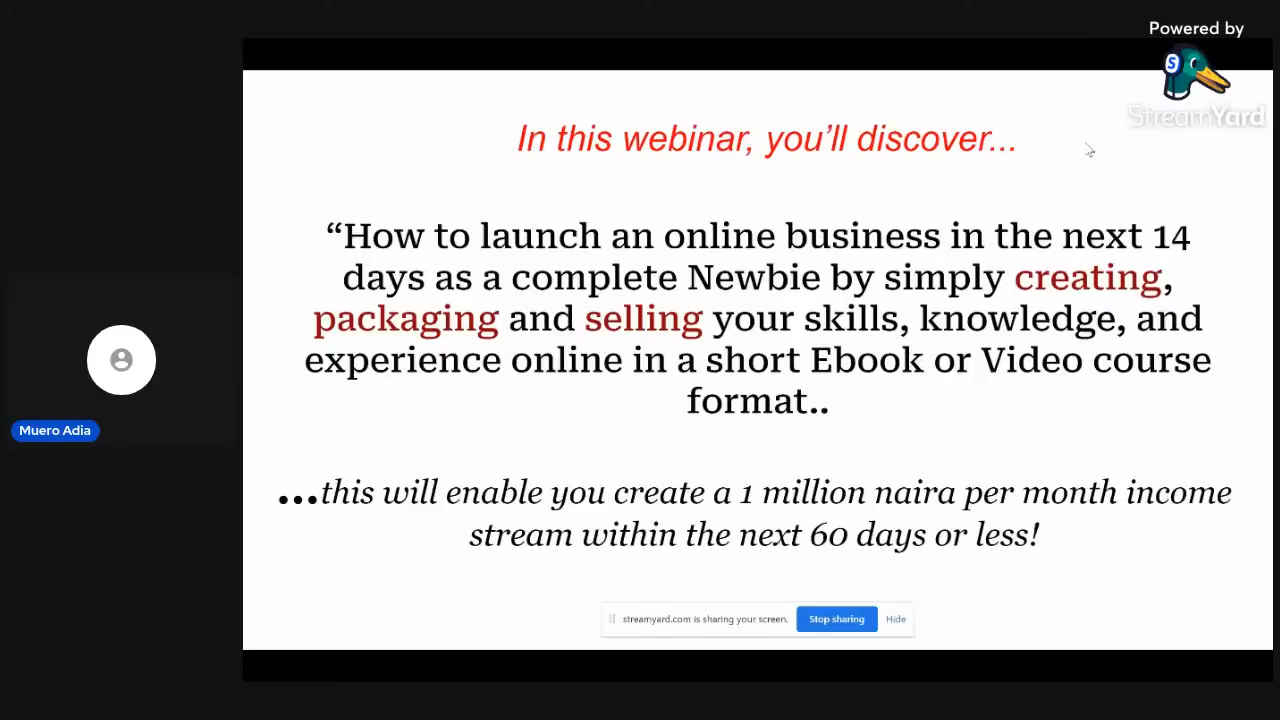 Powered by
StreamYard
In this webinar, you'll discover...
“How to launch an online business in the next 14
days as a complete Newbie by simply creating,
packaging and selling your skills, knowledge, and
experience online in a short Ebook or Video course
format..
...this will enable you create a 1 million naira per month income
stream within the next 60 days or less!
Muero Adia
streamyard.com is sharing your screen.
Stop sharing
Hide